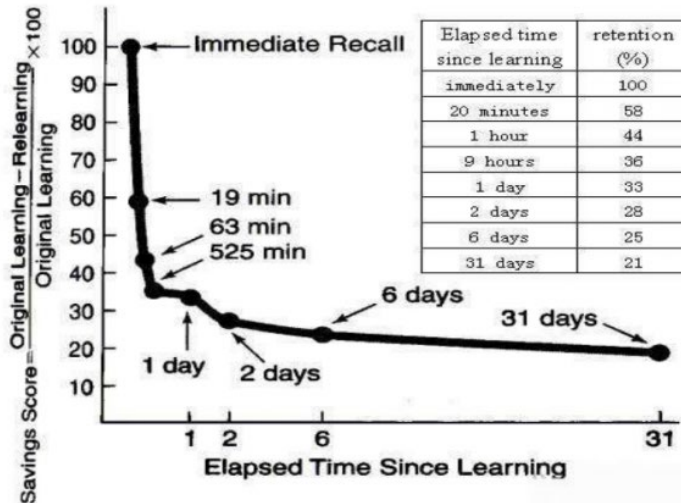 Savings Score = Original Learning – Relearning / Original Learning ×100
100
90
80
70
60
50
40
30
20
10
Immediate Recall
19 min
63 min
525 min
1 day
2 days
6 days
31 days
1 2 6 31
Elapsed Time Since Learning
Elapsed time since learning retention (%)
immediately 100
20 minutes 58
1 hour 44
9 hours 36
1 day 33
2 days 28
6 days 25
31 days 21